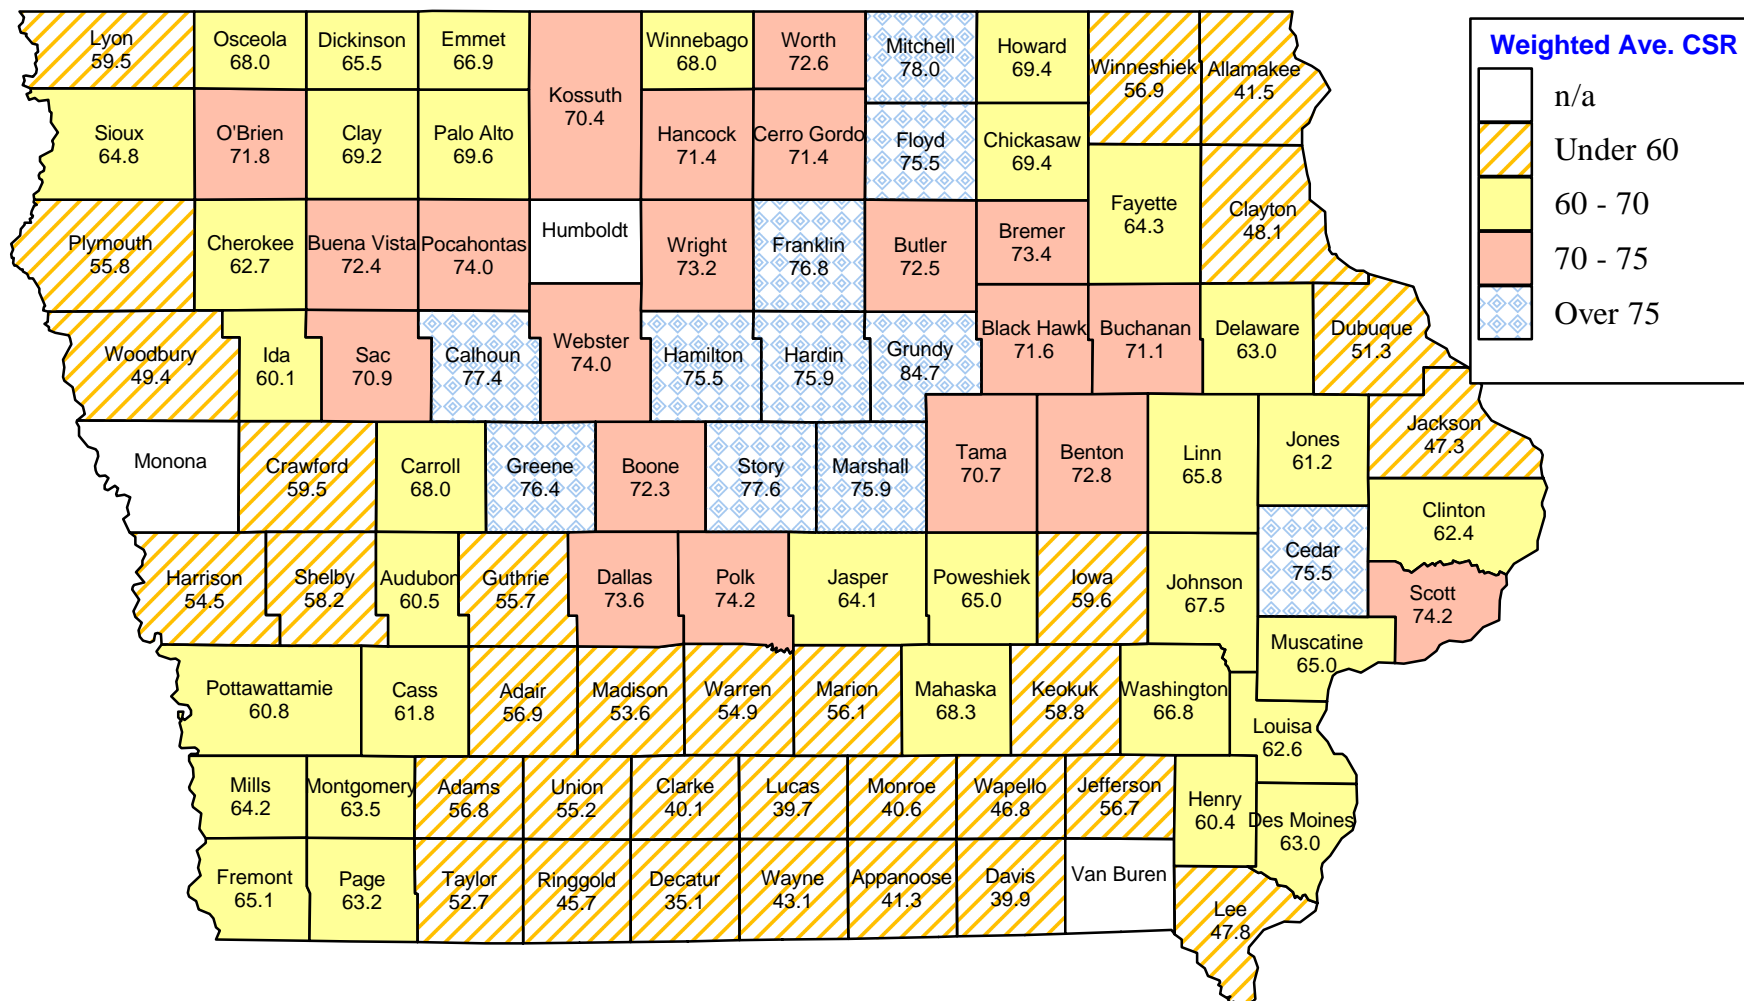 Weighted Ave. CSR
n/a
Under 60
60 - 70
70 - 75
Over 75
Lyon
59.5
Osceola
68.0
Dickinson
65.5
Emmet
66.9
Kossuth
70.4
Winnebago
68.0
Worth
72.6
Mitchell
78.0
Howard
69.4
Winneshiek
56.9
Allamakee
41.5
Sioux
64.8
O'Brien
71.8
Clay
69.2
Palo Alto
69.6
Hancock
71.4
Cerro Gordo
71.4
Floyd
75.5
Chickasaw
69.4
Fayette
64.3
Clayton
48.1
Plymouth
55.8
Cherokee
62.7
Buena Vista
72.4
Pocahontas
74.0
Humboldt
Wright
73.2
Franklin
76.8
Butler
72.5
Bremer
73.4
Woodbury
49.4
Ida
60.1
Sac
70.9
Calhoun
77.4
Webster
74.0
Hamilton
75.5
Hardin
75.9
Grundy
84.7
Black Hawk
71.6
Buchanan
71.1
Delaware
63.0
Dubuque
51.3
Monona
Crawford
59.5
Carroll
68.0
Greene
76.4
Boone
72.3
Story
77.6
Marshall
75.9
Tama
70.7
Benton
72.8
Linn
65.8
Jones
61.2
Jackson
47.3
Clinton
62.4
Harrison
54.5
Shelby
58.2
Audubon
60.5
Guthrie
55.7
Dallas
73.6
Polk
74.2
Jasper
64.1
Poweshiek
65.0
Iowa
59.6
Johnson
67.5
Cedar
75.5
Scott
74.2
Muscatine
65.0
Pottawattamie
60.8
Cass
61.8
Adair
56.9
Madison
53.6
Warren
54.9
Marion
56.1
Mahaska
68.3
Keokuk
58.8
Washington
66.8
Louisa
62.6
Mills
64.2
Montgomery
63.5
Adams
56.8
Union
55.2
Clarke
40.1
Lucas
39.7
Monroe
40.6
Wapello
46.8
Jefferson
56.7
Henry
60.4
Des Moines
63.0
Fremont
65.1
Page
63.2
Taylor
52.7
Ringgold
45.7
Decatur
35.1
Wayne
43.1
Appanoose
41.3
Davis
39.9
Van Buren
Lee
47.8